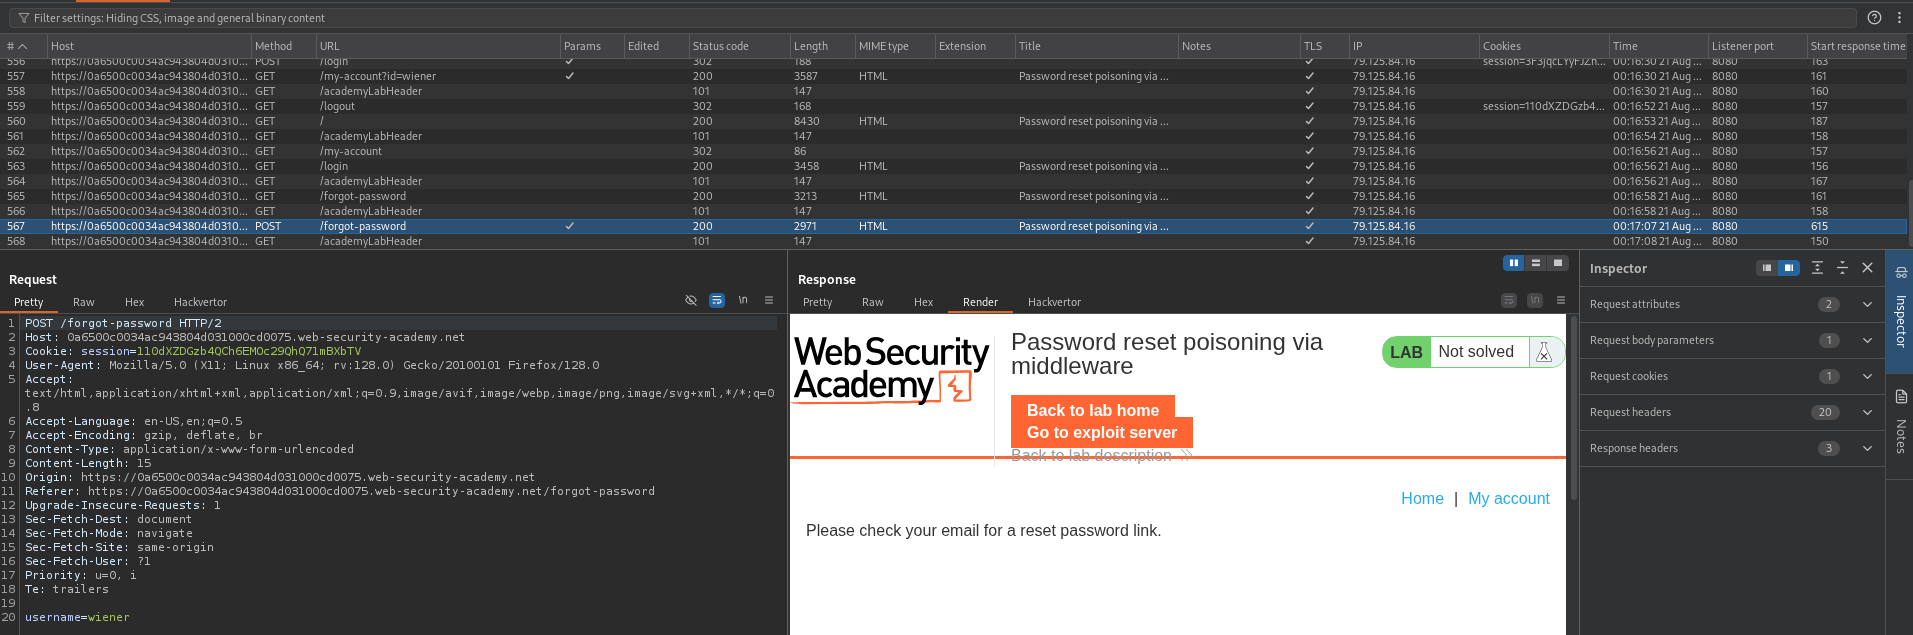 Filter settings: Hiding CSS, image and general binary content
# Host Method URL Params Edited Status code Length MIME type Extension Title Notes TLS IP Cookies Time Listener port Start response time
556 https://0a6500c0034ac943804d0310... POST /login ✓ 302 188 ✓ 79.125.84.16 00:16:30 21 Aug ... 8080 163
557 https://0a6500c0034ac943804d0310... GET /my-account?id=wiener ✓ 200 3587 HTML Password reset poisoning via ... ✓ 79.125.84.16 00:16:30 21 Aug ... 8080 161
558 https://0a6500c0034ac943804d0310... GET /academyLabHeader 101 147 ✓ 79.125.84.16 00:16:30 21 Aug ... 8080 160
559 https://0a6500c0034ac943804d0310... GET /logout 302 168 ✓ 79.125.84.16 session=110dXZDGzb4... 00:16:52 21 Aug ... 8080 157
560 https://0a6500c0034ac943804d0310... GET / 200 8430 HTML Password reset poisoning via ... ✓ 79.125.84.16 00:16:53 21 Aug ... 8080 187
561 https://0a6500c0034ac943804d0310... GET /academyLabHeader 101 147 ✓ 79.125.84.16 00:16:54 21 Aug ... 8080 158
562 https://0a6500c0034ac943804d0310... GET /my-account 302 86 ✓ 79.125.84.16 00:16:56 21 Aug ... 8080 157
563 https://0a6500c0034ac943804d0310... GET /login 200 3458 HTML Password reset poisoning via ... ✓ 79.125.84.16 00:16:56 21 Aug ... 8080 156
564 https://0a6500c0034ac943804d0310... GET /academyLabHeader 101 147 ✓ 79.125.84.16 00:16:56 21 Aug ... 8080 167
565 https://0a6500c0034ac943804d0310... GET /forgot-password 200 3213 HTML Password reset poisoning via ... ✓ 79.125.84.16 00:16:58 21 Aug ... 8080 161
566 https://0a6500c0034ac943804d0310... GET /academyLabHeader 101 147 ✓ 79.125.84.16 00:16:58 21 Aug ... 8080 158
567 https://0a6500c0034ac943804d0310... POST /forgot-password ✓ 200 2971 HTML Password reset poisoning via ... ✓ 79.125.84.16 00:17:07 21 Aug ... 8080 615
568 https://0a6500c0034ac943804d0310... GET /academyLabHeader 101 147 ✓ 79.125.84.16 00:17:08 21 Aug ... 8080 150
Request
Pretty Raw Hex Hackvertor \n
1 POST /forgot-password HTTP/2
2 Host: 0a6500c0034ac943804d031000cd0075.web-security-academy.net
3 Cookie: session=110dXZDGzb4QCh6EMOc29QhQ71mBXbTV
4 User-Agent: Mozilla/5.0 (X11; Linux x86_64; rv:128.0) Gecko/20100101 Firefox/128.0
5 Accept:
text/html,application/xhtml+xml,application/xml;q=0.9,image/avif,image/webp,image/png,image/svg+xml,*/*;q=0
.8
6 Accept-Language: en-US,en;q=0.5
7 Accept-Encoding: gzip, deflate, br
8 Content-Type: application/x-www-form-urlencoded
9 Content-Length: 15
10 Origin: https://0a6500c0034ac943804d031000cd0075.web-security-academy.net
11 Referer: https://0a6500c0034ac943804d031000cd0075.web-security-academy.net/forgot-password
12 Upgrade-Insecure-Requests: 1
13 Sec-Fetch-Dest: document
14 Sec-Fetch-Mode: navigate
15 Sec-Fetch-Site: same-origin
16 Sec-Fetch-User: ?1
17 Priority: u=0, i
18 Te: trailers
19
20 username=wiener
Response
Pretty Raw Hex Render Hackvertor \n
WebSecurity
Academy
Password reset poisoning via
middleware
LAB Not solved
Back to lab home
Go to exploit server
Back to lab description
Home | My account
Please check your email for a reset password link.
Inspector
Request attributes 2
Request body parameters 1
Request cookies 1
Request headers 20
Response headers 3
Inspector
Notes